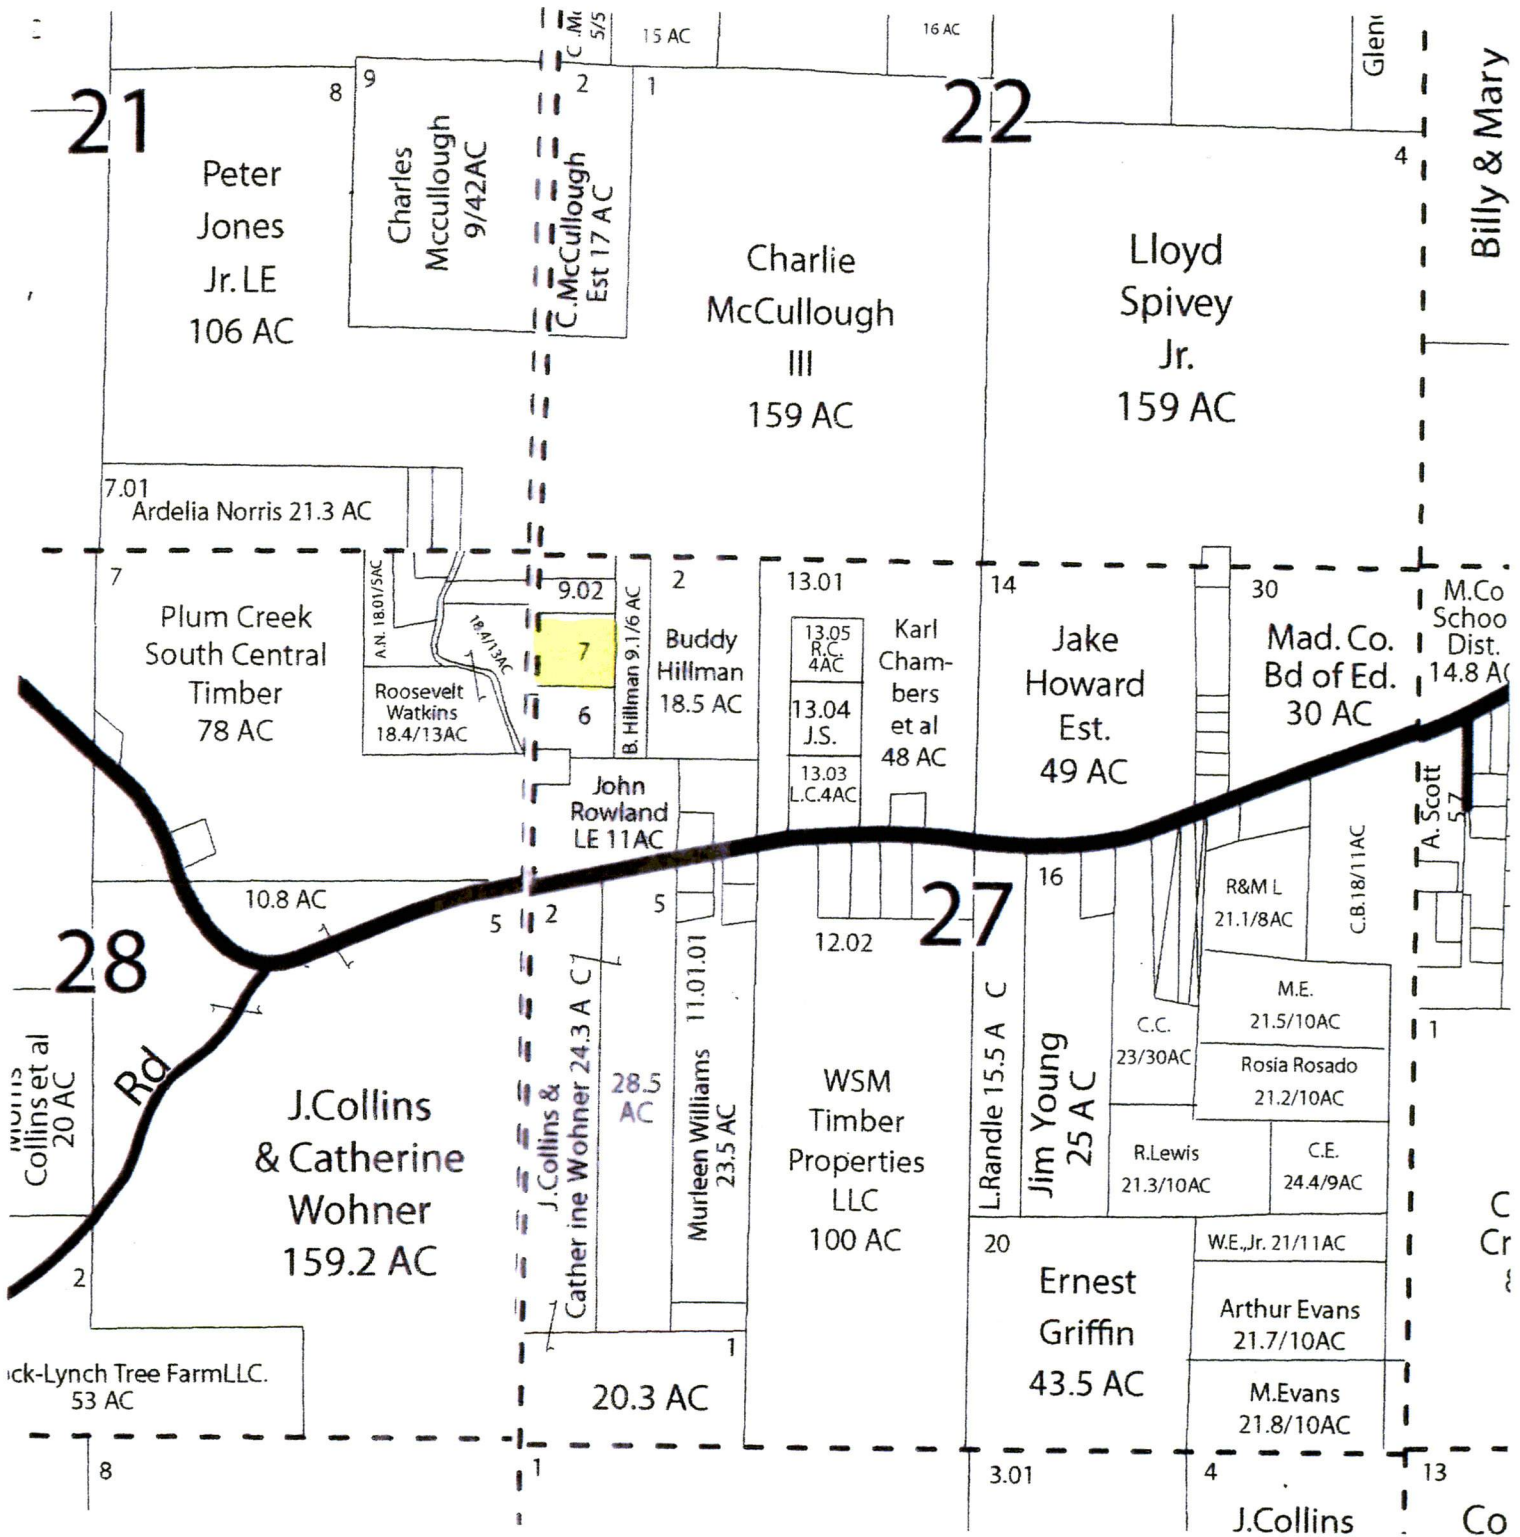 C .Mc
5/5
15 AC
16 AC
Glen
Billy & Mary
21
8
9
2
1
22
4
Peter
Jones
Jr. LE
106 AC
Charles
Mccullough
9/42AC
C.McCullough
Est 17 AC
Charlie
McCullough
III
159 AC
Lloyd
Spivey
Jr.
159 AC
7.01
Ardelia Norris 21.3 AC
7
Plum Creek
South Central
Timber
78 AC
A.N. 18.01/5AC
18.4/13AC
Roosevelt
Watkins
18.4/13AC
9.02
7
6
B. Hillman 9.1/6 AC
2
Buddy
Hillman
18.5 AC
13.01
13.05
R.C.
4AC
13.04
J.S.
13.03
L.C.4AC
Karl
Cham-
bers
et al
48 AC
14
Jake
Howard
Est.
49 AC
30
Mad. Co.
Bd of Ed.
30 AC
M.Co
Schoo
Dist.
14.8 AC
John
Rowland
LE 11AC
A. Scott
5.7
10.8 AC
5
2
5
16
27
12.02
R&M L
21.1/8AC
C.B.18/11AC
28
Collins et al
20 AC
Rd
J.Collins
& Catherine
Wohner
159.2 AC
J.Collins &
Cather ine Wohner 24.3 A C
28.5
AC
11.01.01
Murleen Williams
23.5 AC
WSM
Timber
Properties
LLC
100 AC
L.Randle 15.5 A C
Jim Young
25 A C
C.C.
23/30AC
M.E.
21.5/10AC
Rosia Rosado
21.2/10AC
1
R.Lewis
21.3/10AC
C.E.
24.4/9AC
2
20
W.E.,Jr. 21/11AC
C
Cr
Ernest
Griffin
43.5 AC
Arthur Evans
21.7/10AC
M.Evans
21.8/10AC
1
20.3 AC
ck-Lynch Tree FarmLLC.
53 AC
8
1
3.01
4
13
J.Collins
Co